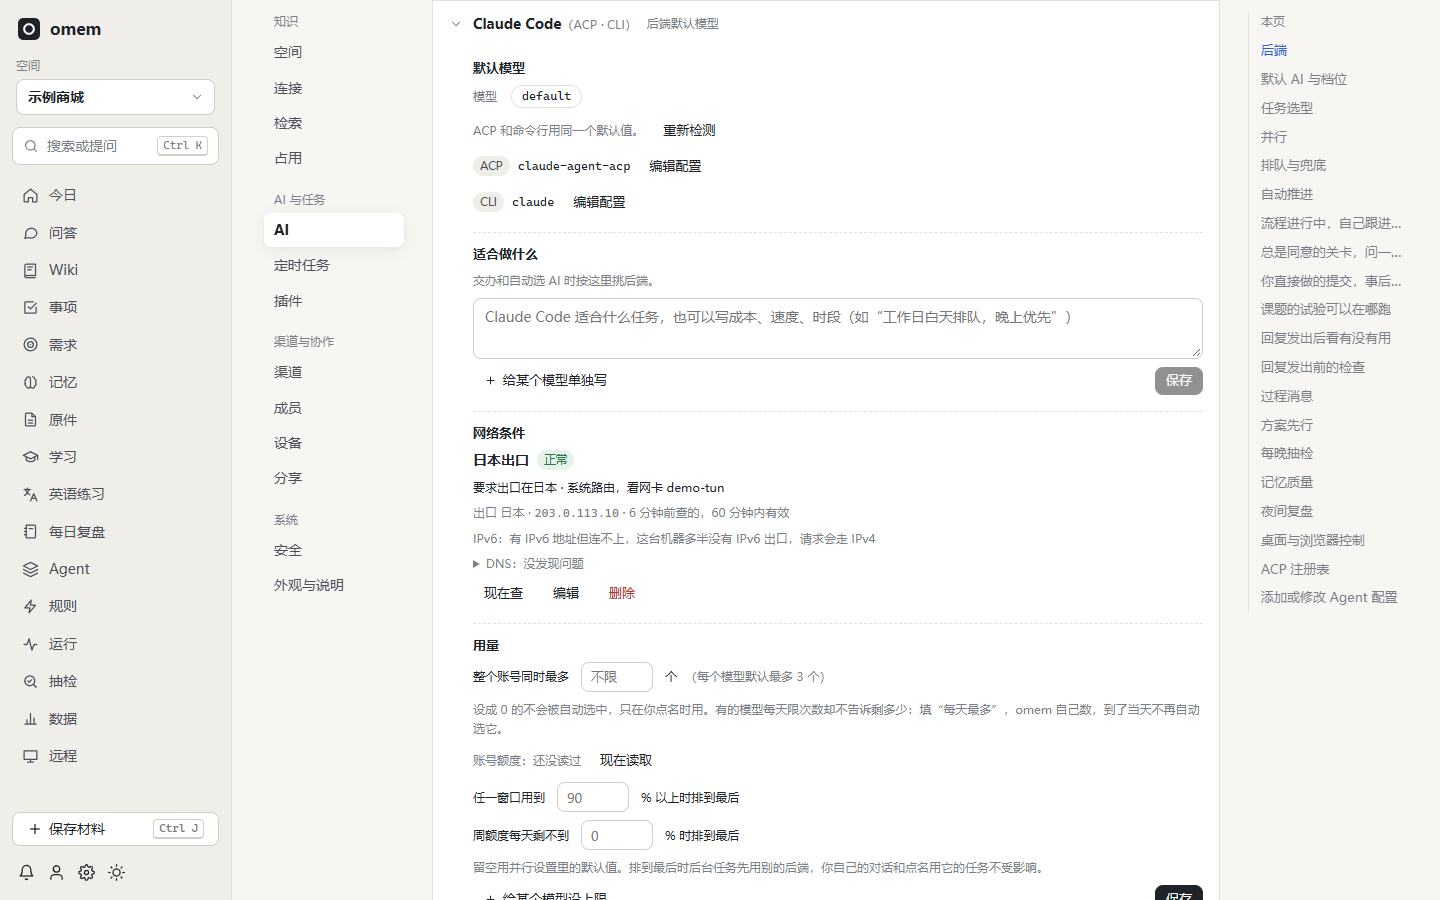 omem
空间
示例商城
搜索或提问 Ctrl K
今日
问答
Wiki
事项
需求
记忆
原件
学习
英语练习
每日复盘
Agent
规则
运行
抽检
数据
远程
保存材料 Ctrl J
知识
空间
连接
检索
占用
AI 与任务
AI
定时任务
插件
渠道与协作
渠道
成员
设备
分享
系统
安全
外观与说明
Claude Code (ACP · CLI) 后端默认模型
默认模型
模型 default
ACP 和命令行用同一个默认值。 重新检测
ACP claude-agent-acp 编辑配置
CLI claude 编辑配置
适合做什么
交办和自动选 AI 时按这里挑后端。
Claude Code 适合什么任务，也可以写成本、速度、时段（如“工作日白天排队，晚上优先”）
+ 给某个模型单独写 保存
网络条件
日本出口 正常
要求出口在日本 · 系统路由，看网卡 demo-tun
出口 日本 · 203.0.113.10 · 6 分钟前查的，60 分钟内有效
IPv6：有 IPv6 地址但连不上，这台机器多半没有 IPv6 出口，请求会走 IPv4
DNS：没发现问题
现在查 编辑 删除
用量
整个账号同时最多 不限 个 （每个模型默认最多 3 个）
设成 0 的不会被自动选中，只在你点名时用。有的模型每天限次数却不告诉剩多少：填“每天最多”，omem 自己数，到了当天不再自动
选它。
账号额度：还没读过 现在读取
任一窗口用到 90 % 以上时排到最后
周额度每天剩不到 0 % 时排到最后
留空用并行设置里的默认值。排到最后时后台任务先用别的后端，你自己的对话和点名用它的任务不受影响。
+ 给某个模型设上限 保存
本页
后端
默认 AI 与档位
任务选型
并行
排队与兜底
自动推进
流程进行中，自己跟进...
总是同意的关卡，问一...
你直接做的提交，事后...
课题的试验可以在哪跑
回复发出后看有没有用
回复发出前的检查
过程消息
方案先行
每晚抽检
记忆质量
夜间复盘
桌面与浏览器控制
ACP 注册表
添加或修改 Agent 配置